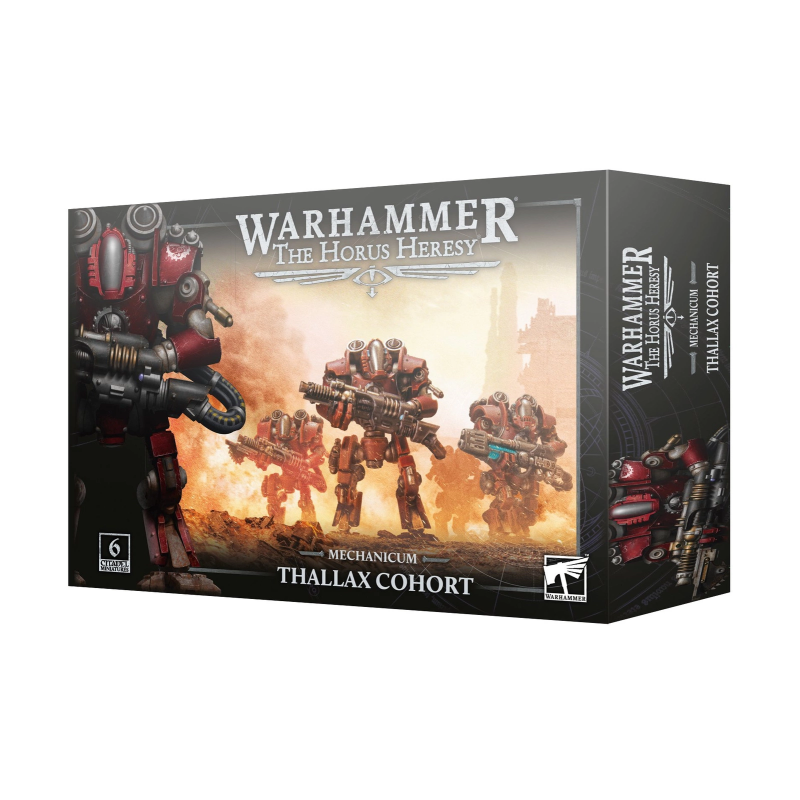 WARHAMMER
THE HORUS HERESY
MECHANICUM
THALLAX COHORT
6
CITADEL
MINIATURES
WARHAMMER
WARHAMMER
THE HORUS HERESY
MECHANICUM
THALLAX COHORT